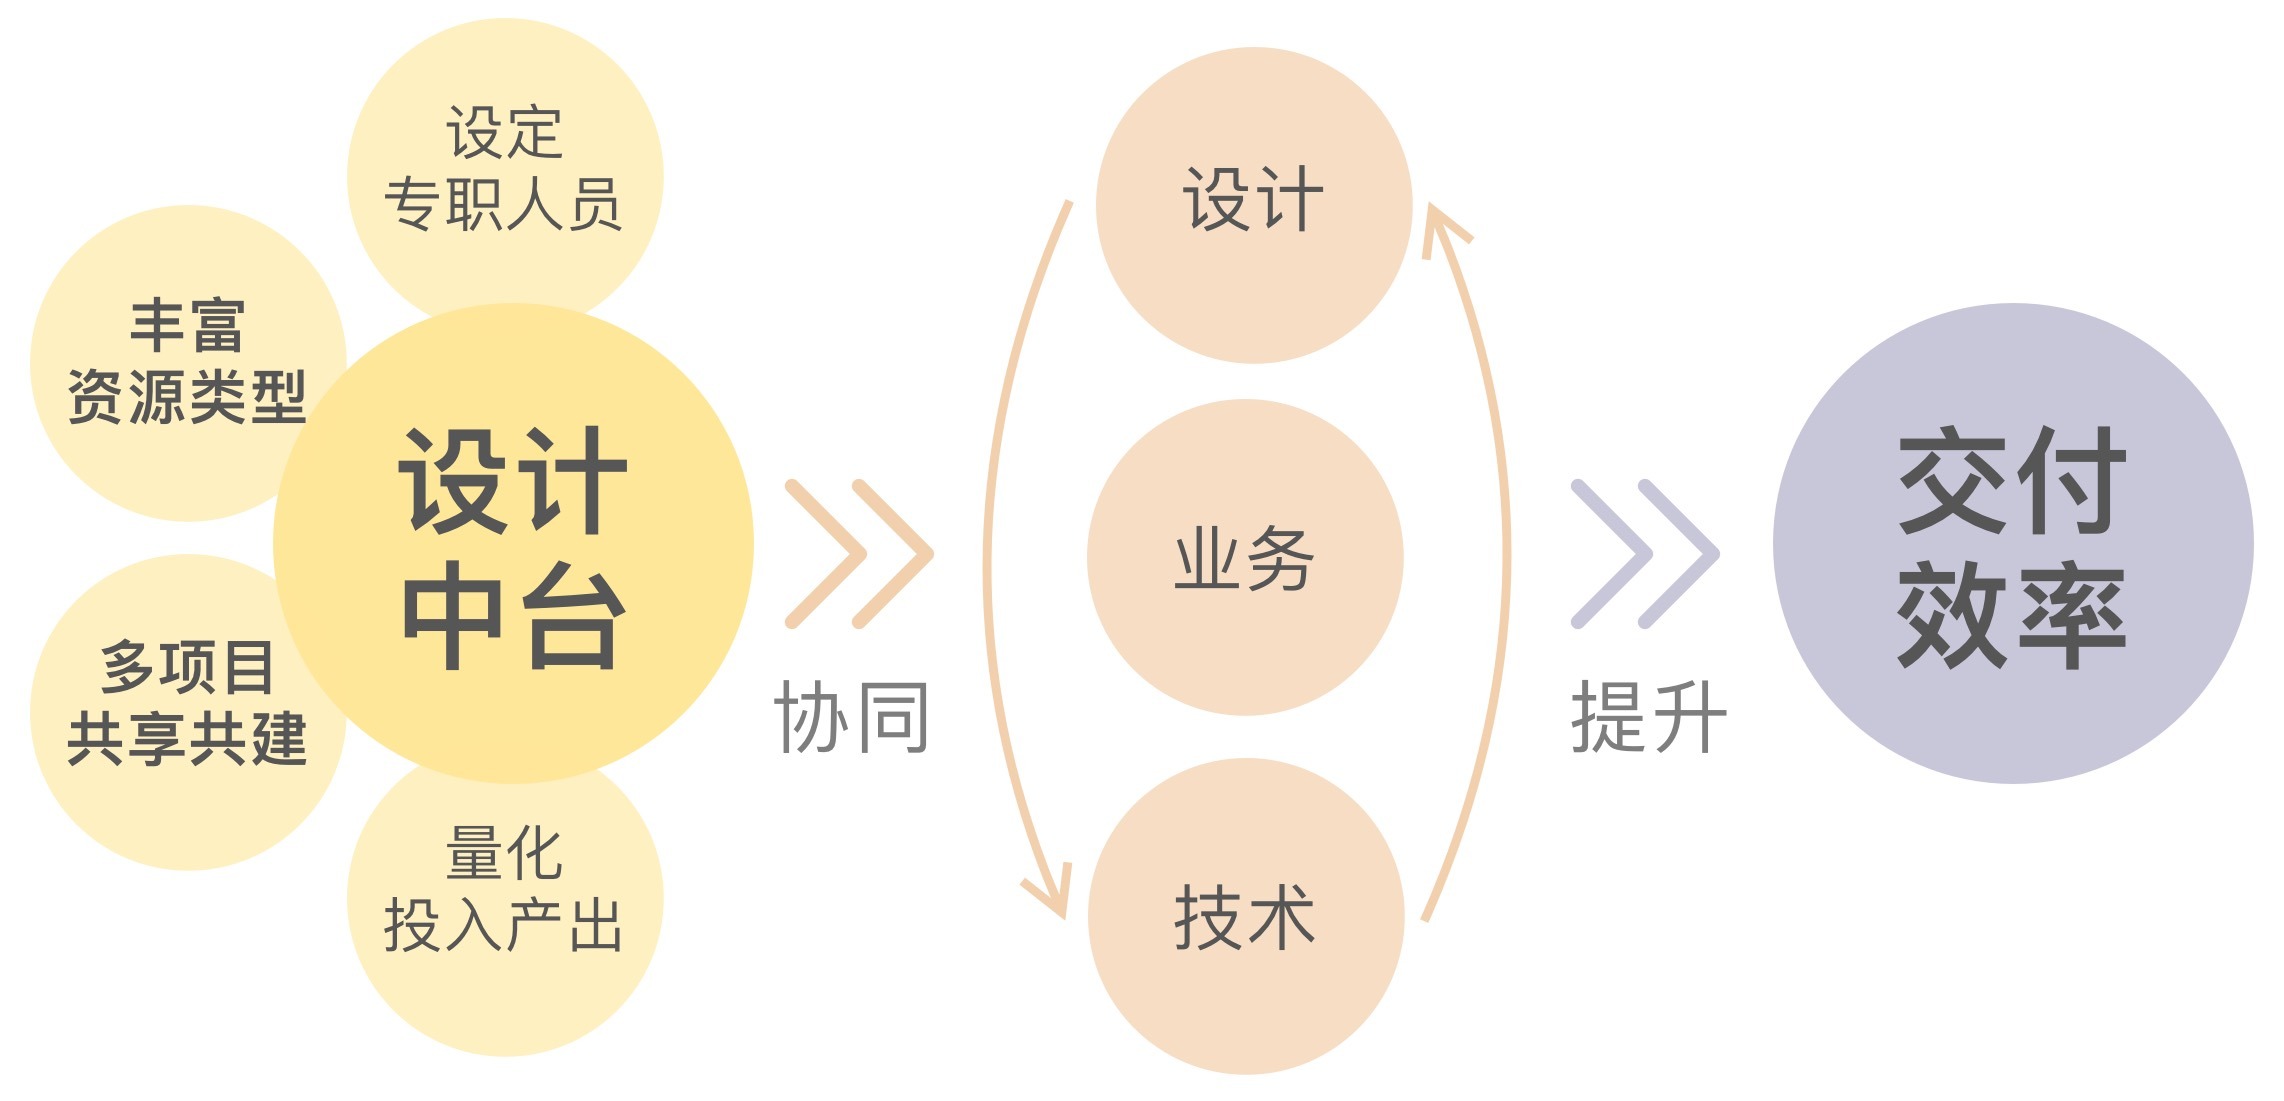 设定
专职人员
丰富
资源类型
设计
中台
多项目
共享共建
量化
投入产出
协同
设计
业务
技术
提升
交付
效率